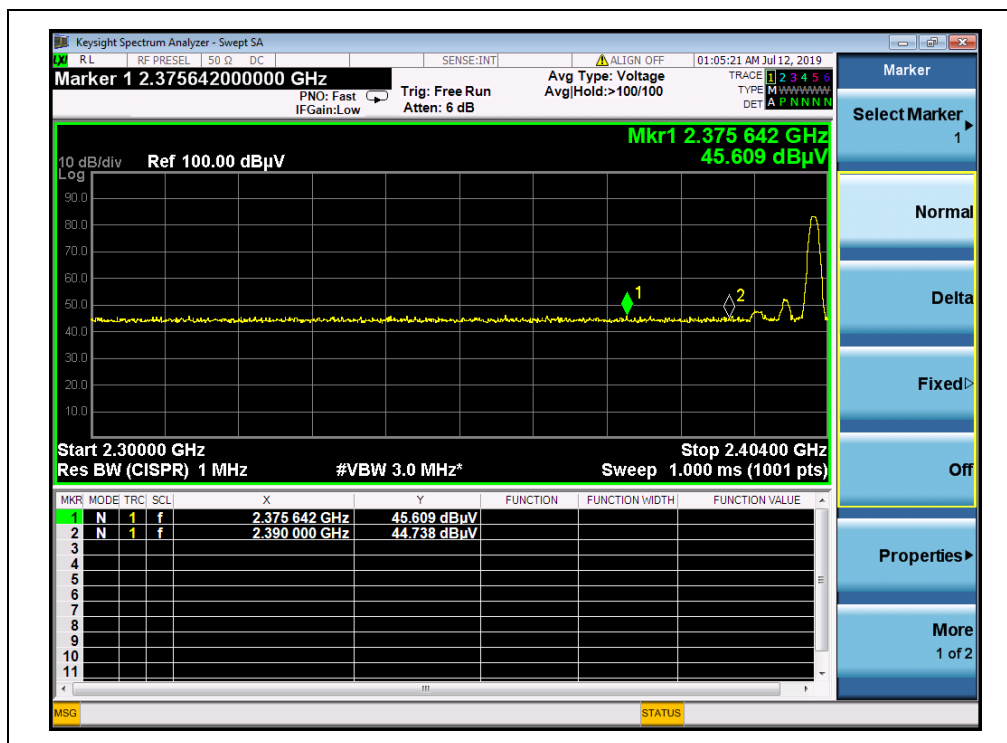 Keysight Spectrum Analyzer - Swept SA
RL RF PRESEL 50 Ω DC SENSE:INT ALIGN OFF 01:05:21 AM Jul 12, 2019
Marker 1 2.375642000000 GHz
PNO: Fast
IFGain:Low
Trig: Free Run
Atten: 6 dB
Avg Type: Voltage
Avg|Hold:>100/100
TRACE 1 2 3 4 5 6
TYPE M WWWWW
DET A P N N N N
Mkr1 2.375 642 GHz
45.609 dBµV
10 dB/div Ref 100.00 dBµV
Log
90.0
80.0
70.0
60.0
50.0
40.0
30.0
20.0
10.0
1
2
Start 2.30000 GHz Stop 2.40400 GHz
Res BW (CISPR) 1 MHz #VBW 3.0 MHz* Sweep 1.000 ms (1001 pts)
MKR MODE TRC SCL X Y FUNCTION FUNCTION WIDTH FUNCTION VALUE
1 N 1 f 2.375 642 GHz 45.609 dBµV
2 N 1 f 2.390 000 GHz 44.738 dBµV
3
4
5
6
7
8
9
10
11
MSG STATUS
Marker
Select Marker
1
Normal
Delta
Fixed
Off
Properties
More
1 of 2